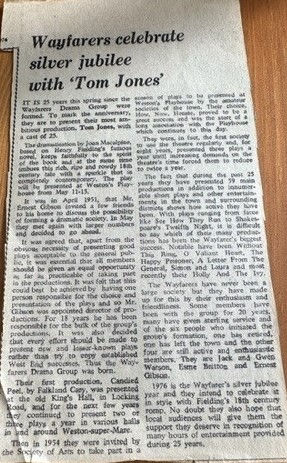 Wayfarers celebrate
silver jubilee
with 'Tom Jones'
IT IS 25 years this spring since the
Wayfarers Drama Group were
formed. To mark the anniversary,
they are to present their most am-
bitious production, Tom Jones, with
a cast of 25.
The dramatisation by Joan Macalpine,
based on Henry Fielding's famous
novel, keeps faithfully to the spirit
of the book and at the same time
imbues this rude and rowdy 18th
century tale with a sparkle that is
completely contemporary. The play
will be presented at Weston's Play-
house from May 11-15.
It was in April 1951, that Mr.
Ernest Gibson invited a few friends
to his home to discuss the possibility
of forming a dramatic society. In May
they met again in larger numbers
and decided to go ahead.
It was agreed that, apart from the
obvious necessity of presenting good
plays acceptable to the general pub-
lic, it was essential that all members
should be given an equal opportunity
as far as practicable of taking part
in the productions. It was felt that this
could best be achieved by having one
person responsible for the choice and
presentation of the plays and so Mr.
Gibson was appointed director of pro-
ductions. For 18 years he has been
responsible for the bulk of the group's
productions. It was also decided
that every effort should be made to
present new and lesser-known plays
rather than try to copy established
West End successes. Thus the Way-
farers Drama Group was born.
Their first production, Candied
Peel, by Falkland Cary, was presented
at the old King's Hall, in Locking
Road, and for the next few years
they continued to present two or
three plays a year in various halls
in and around Weston-super-Mare.
Then in 1954 they were invited by
the Society of Arts to take part in a
season of plays to be presented at
Weston's Playhouse by the amateur
societies of the town. Their choice,
How, Now, Hecate, proved to be a
great success and was the start of a
long association with the Playhouse
which continues to this day.
They were, in fact, the first society
to use the theatre regularly and, for
eight years, presented three plays a
year until increasing demands on
theatre's time forced them to reduce
to twice a year.
The fact that during the past 25
years they have presented 59 main
productions in addition to innumer-
able one-act plays and other enter-
tainments in the town and surrounding
districts shows how active they have
been. With plays ranging from farce
like See How They Run to Shake-
speare's Twelfth Night, it is difficult
to say which of their many produc-
tions has been the Wayfarers's biggest
success. Notable have been Without
The King, O Valiant Heart, The
Happy Prisoner, A Letter From The
General, Simon and Laura and most
recently their Holly And The Ivy.
The Wayfarers have never been a
large society but they have made
up for this by their enthusiasm and
friendliness. Some members have
been with the group for 20 years
many have given sterling service and
of the six people who initiated the
group's formation, one has retired,
one has left the town and the other
four are still active and enthusiastic
members. They are Jack and Gwen
Watson, Esme Britton and Ernest
Gibson.
1976 is the Wayfarer's silver jubilee
year and they intend to celebrate it
in style with Fielding's 18th century
romp. No doubt they also hope that
local audiences will give them the
support they deserve in recognition of
many hours of entertainment provided
during 25 years.